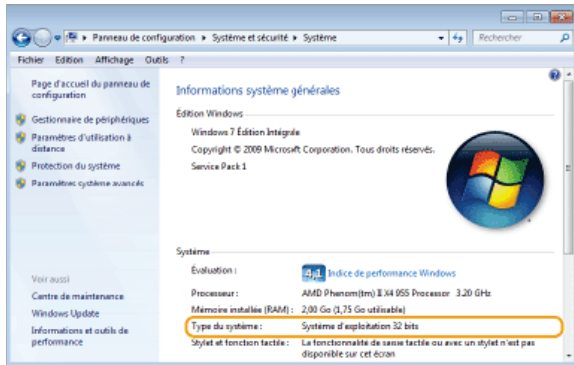 Panneau de configuration ▸ Système et sécurité ▸ Système
Rechercher
Fichier Edition Affichage Outils ?
Page d'accueil du panneau de configuration
Gestionnaire de périphériques
Paramètres d'utilisation à distance
Protection du système
Paramètres système avancés
Voir aussi
Centre de maintenance
Windows Update
Informations et outils de performance
Informations système générales
Édition Windows
Windows 7 Édition Intégrale
Copyright © 2009 Microsoft Corporation. Tous droits réservés.
Service Pack 1
Système
Évaluation :
4,1 Indice de performance Windows
Processeur : AMD Phenom(tm) II X4 955 Processor 3.20 GHz
Mémoire installée (RAM) : 2,00 Go (1,75 Go utilisable)
Type du système : Système d'exploitation 32 bits
Stylet et fonction tactile : La fonctionnalité de saisie tactile ou avec un stylet n'est pas
disponible sur cet écran